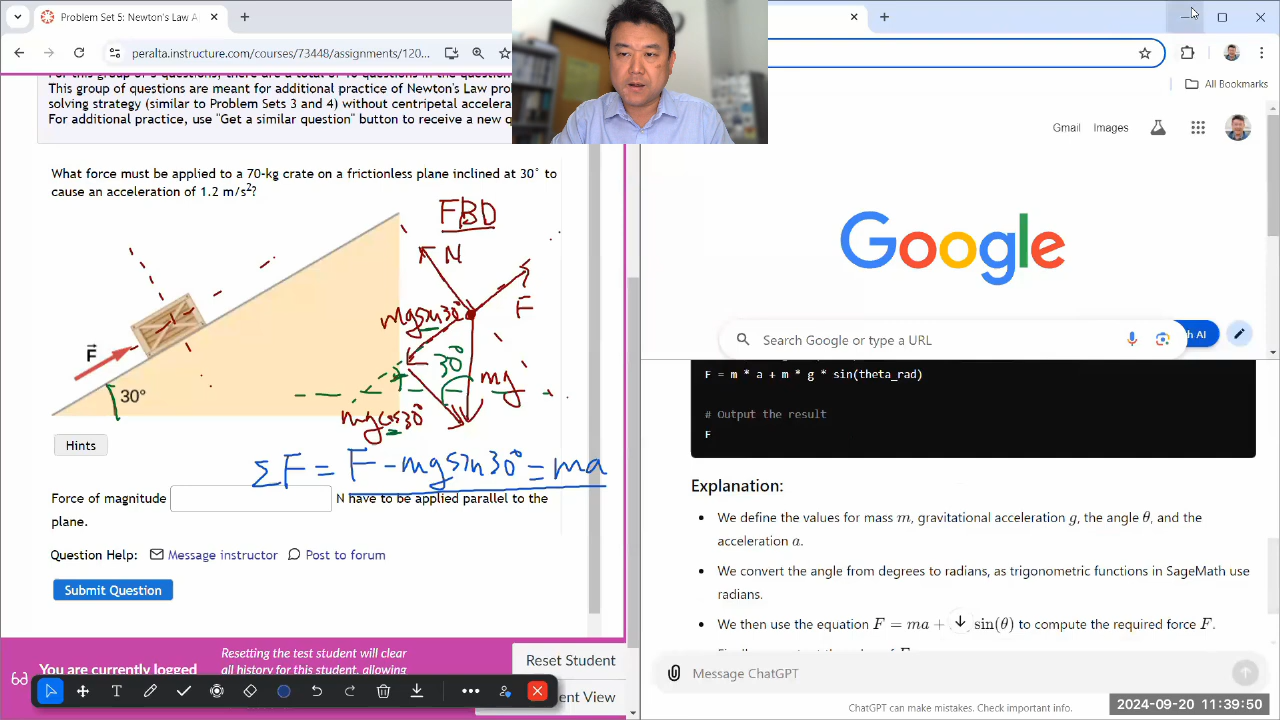 Problem Set 5: Newton's Law A
peralta.instructure.com/courses/73448/assignments/120...
This group of questions are meant for additional practice of Newton's Law pro
solving strategy (similar to Problem Sets 3 and 4) without centripetal accelera
For additional practice, use "Get a similar question" button to receive a new q
What force must be applied to a 70-kg crate on a frictionless plane inclined at 30° to
cause an acceleration of 1.2 m/s²?
FBD
N
F
mg sin30°
30°
mg
mg cos30°
F
30°
Hints
ΣF = F - mg sin30° = ma
Force of magnitude
N have to be applied parallel to the
plane.
Question Help:
Message instructor
Post to forum
Submit Question
You are currently logged
Resetting the test student will clear
all history for this student, allowing
Reset Student
ent View
T
All Bookmarks
Gmail
Images
Google
Search Google or type a URL
h AI
F = m * a + m * g * sin(theta_rad)
# Output the result
F
Explanation:
• We define the values for mass m, gravitational acceleration g, the angle θ, and the
acceleration a.
• We convert the angle from degrees to radians, as trigonometric functions in SageMath use
radians.
• We then use the equation F = ma + sin(θ) to compute the required force F.
Message ChatGPT
ChatGPT can make mistakes. Check important info.
2024-09-20 11:39:50